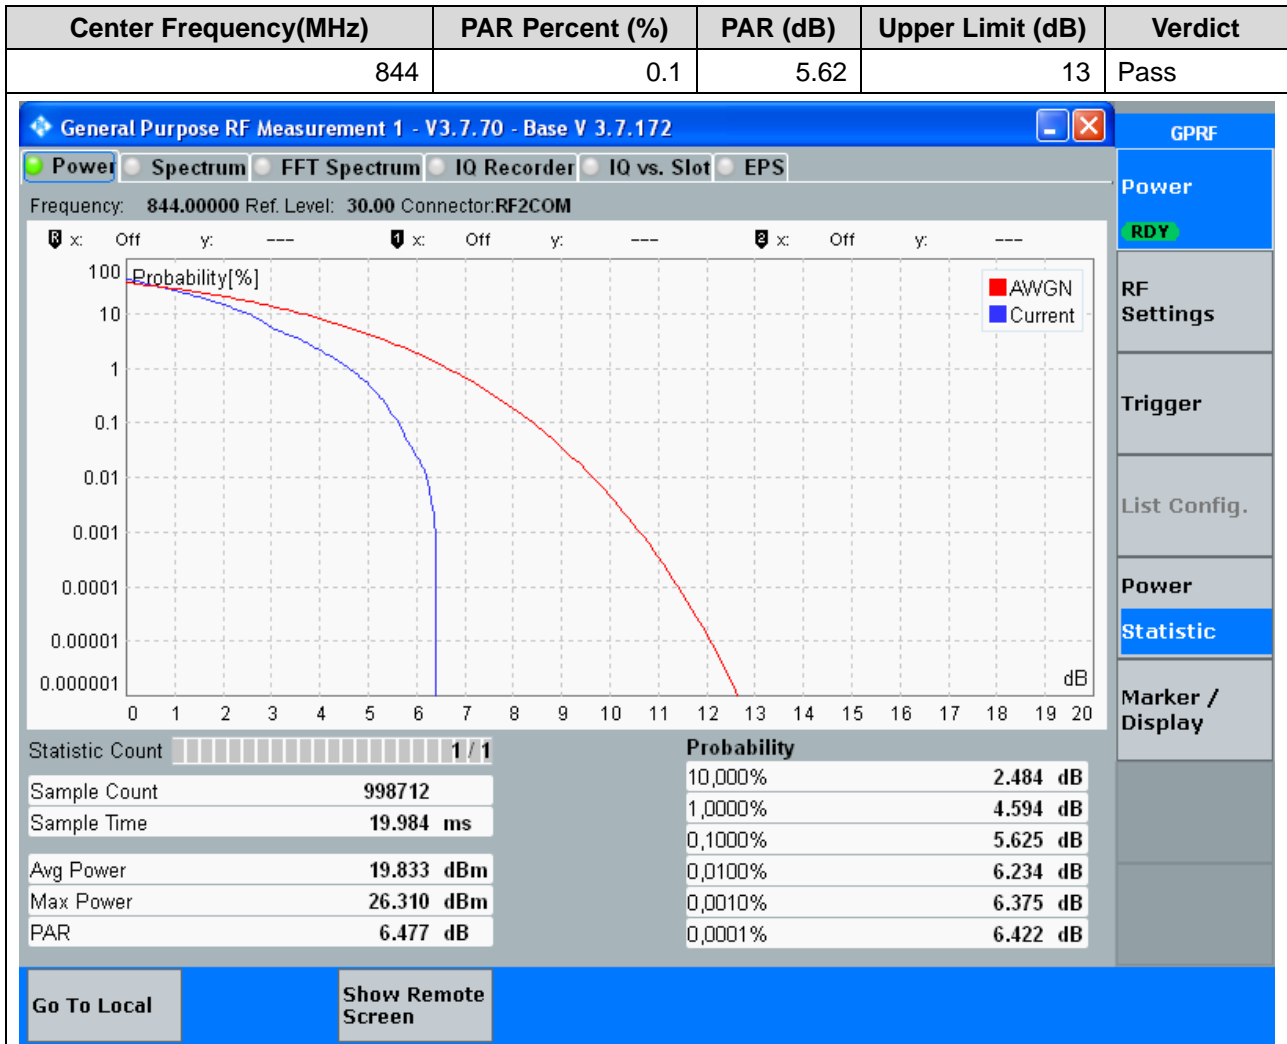 Center Frequency(MHz) PAR Percent (%) PAR (dB) Upper Limit (dB) Verdict
844 0.1 5.62 13 Pass
General Purpose RF Measurement 1 - V3.7.70 - Base V 3.7.172
GPRF
Power Spectrum FFT Spectrum IQ Recorder IQ vs. Slot EPS
Power
RDY
Frequency: 844.00000 Ref. Level: 30.00 Connector:RF2COM
R x: Off y: --- 1 x: Off y: --- 2 x: Off y: ---
100 Probability[%]
AWGN
Current
RF
Settings
10
1
Trigger
0.1
0.01
List Config.
0.001
0.0001
Power
0.00001
Statistic
0.000001
dB
Marker /
Display
0 1 2 3 4 5 6 7 8 9 10 11 12 13 14 15 16 17 18 19 20
Statistic Count 1 / 1
Probability
Sample Count 998712
Sample Time 19.984 ms
Avg Power 19.833 dBm
Max Power 26.310 dBm
PAR 6.477 dB
10,000% 2.484 dB
1,0000% 4.594 dB
0,1000% 5.625 dB
0,0100% 6.234 dB
0,0010% 6.375 dB
0,0001% 6.422 dB
Go To Local
Show Remote
Screen